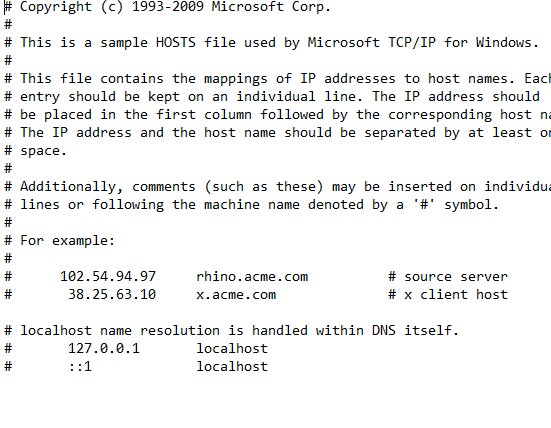 # Copyright (c) 1993-2009 Microsoft Corp.
#
# This is a sample HOSTS file used by Microsoft TCP/IP for Windows.
#
# This file contains the mappings of IP addresses to host names. Each
# entry should be kept on an individual line. The IP address should
# be placed in the first column followed by the corresponding host
# The IP address and the host name should be separated by at least
# space.
#
# Additionally, comments (such as these) may be inserted on
# lines or following the machine name denoted by a '#' symbol.
#
# For example:
#
#      102.54.94.97     rhino.acme.com          # source server
#       38.25.63.10     x.acme.com              # x client host

# localhost name resolution is handled within DNS itself.
#       127.0.0.1       localhost
#       ::1             localhost